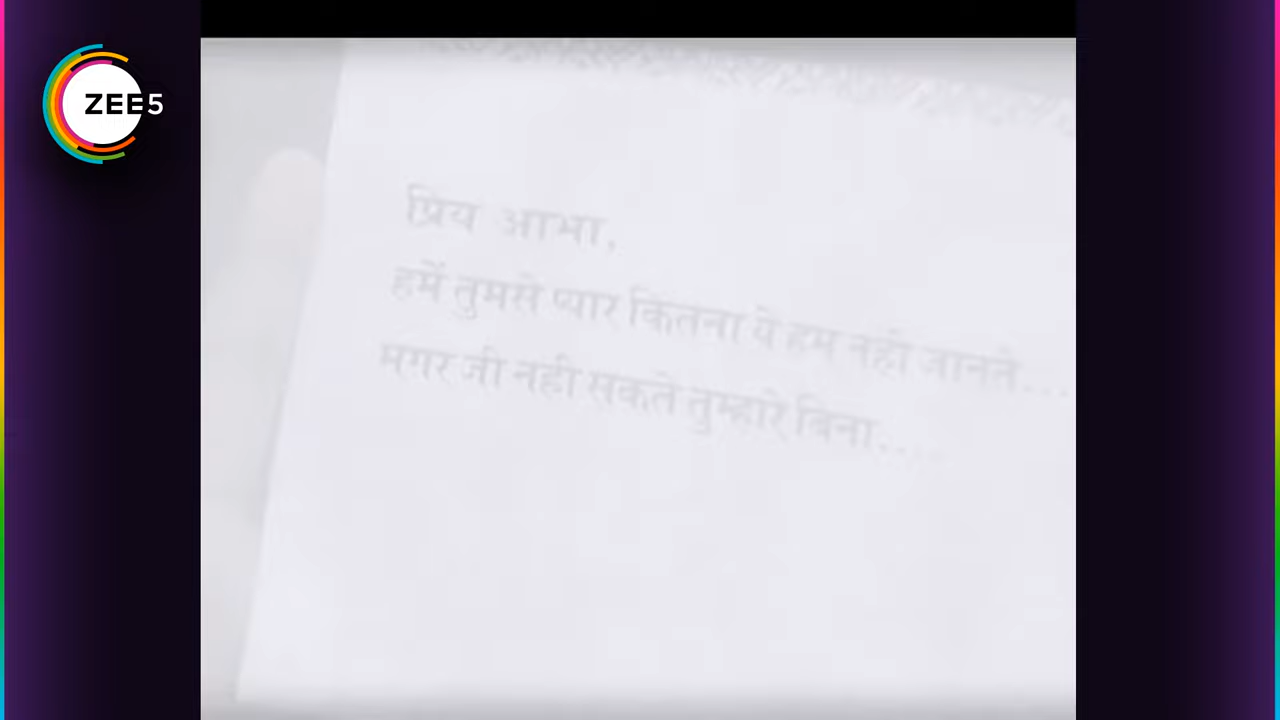 ZEE5
प्रिय आभा,
हमें तुमसे प्यार कितना ये हम नही जानते...
मगर जी नही सकते तुम्हारे बिना....